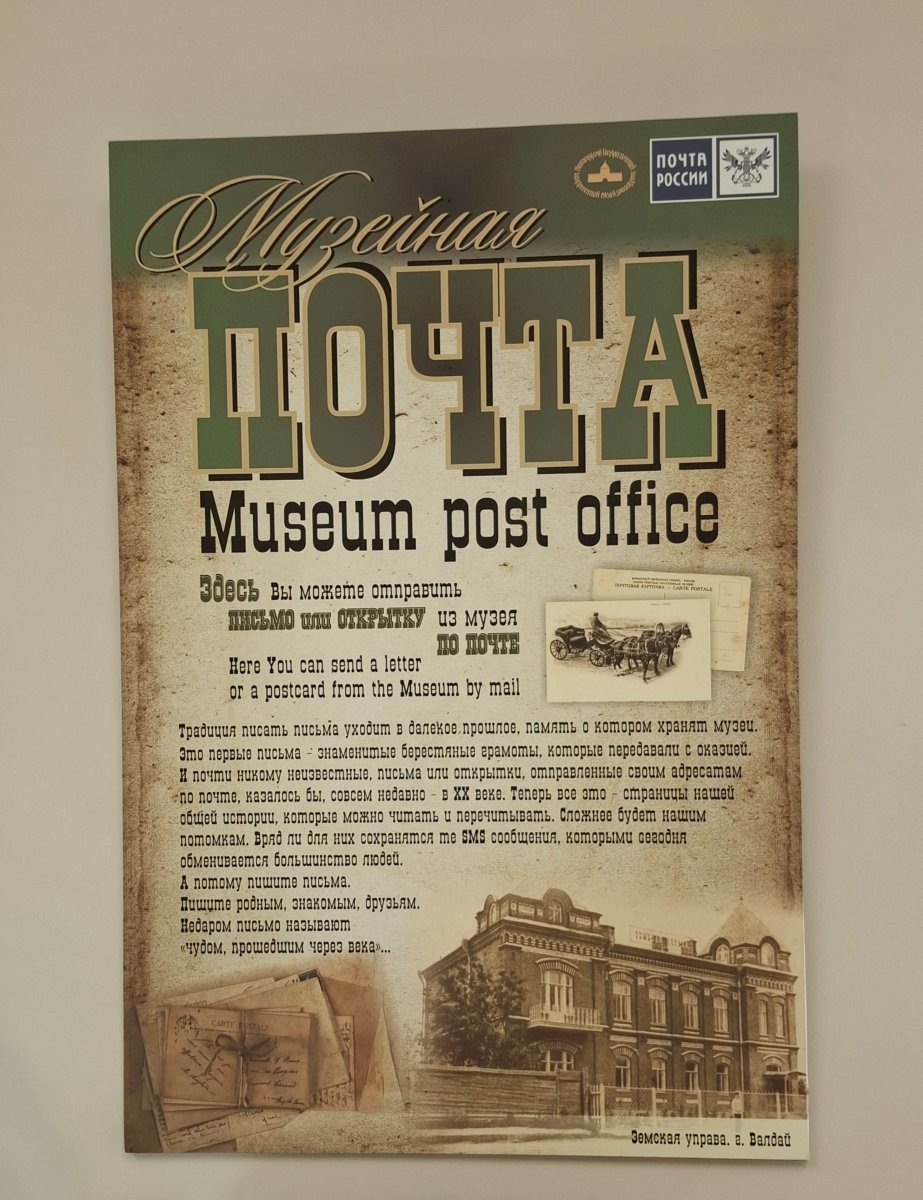 ПОЧТА
РОССИИ
Музейная
ПОЧТА
Museum post office
Здесь Вы можете отправить
ПИСЬМО или ОТКРЫТКУ из музея
ПО ПОЧТЕ
Here You can send a letter
or a postcard from the Museum by mail
ПОЧТОВАЯ КАРТОЧКА – CARTE POSTALE
Традиция писать письма уходит в далекое прошлое, память о котором хранят музеи.
Это первые письма - знаменитые берестяные грамоты, которые передавали с оказией.
И почти никому неизвестные, письма или открытки, отправленные своим адресатам
по почте, казалось бы, совсем недавно - в XX веке. Теперь все это - страницы нашей
общей истории, которые можно читать и перечитывать. Сложнее будет нашим
потомкам. Вряд ли для них сохранятся те SMS сообщения, которыми сегодня
обменивается большинство людей.
А потому пишите письма.
Пишите родным, знакомым, друзьям.
Недаром письмо называют
«чудом, прошедшим через века»...
CARTE POSTALE
Земская управа. г. Валдай